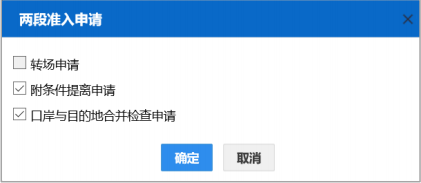 两段准入申请
转场申请
附条件提离申请
口岸与目的地合并检查申请
确定 取消